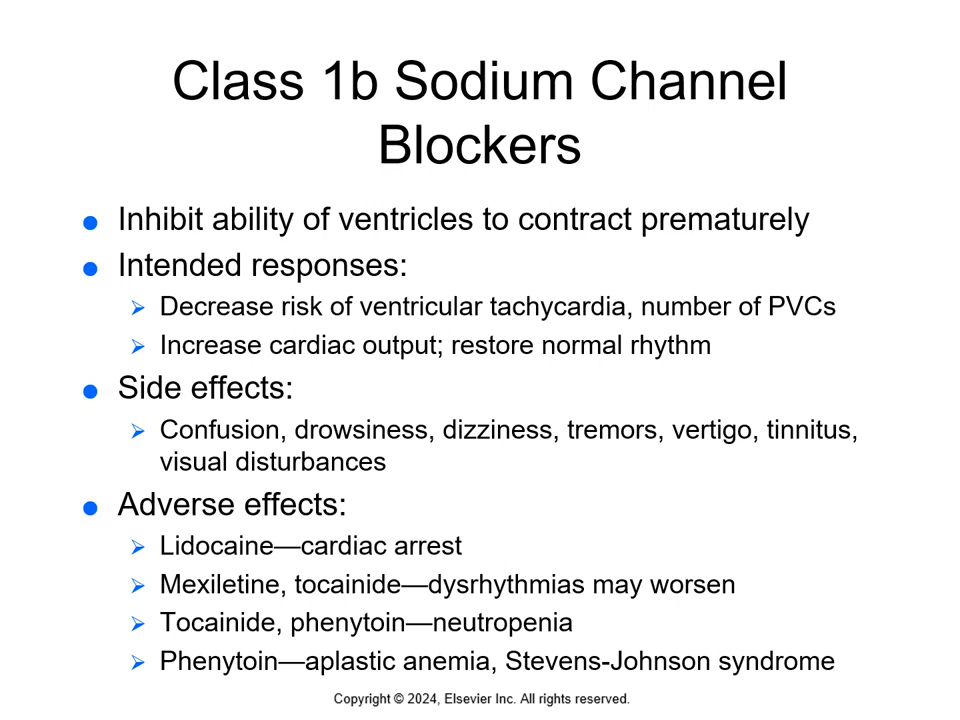 Class 1b Sodium Channel
Blockers
Inhibit ability of ventricles to contract prematurely
Intended responses:
Decrease risk of ventricular tachycardia, number of PVCs
Increase cardiac output; restore normal rhythm
Side effects:
Confusion, drowsiness, dizziness, tremors, vertigo, tinnitus,
visual disturbances
Adverse effects:
Lidocaine—cardiac arrest
Mexiletine, tocainide—dysrhythmias may worsen
Tocainide, phenytoin—neutropenia
Phenytoin—aplastic anemia, Stevens-Johnson syndrome
Copyright © 2024, Elsevier Inc. All rights reserved.